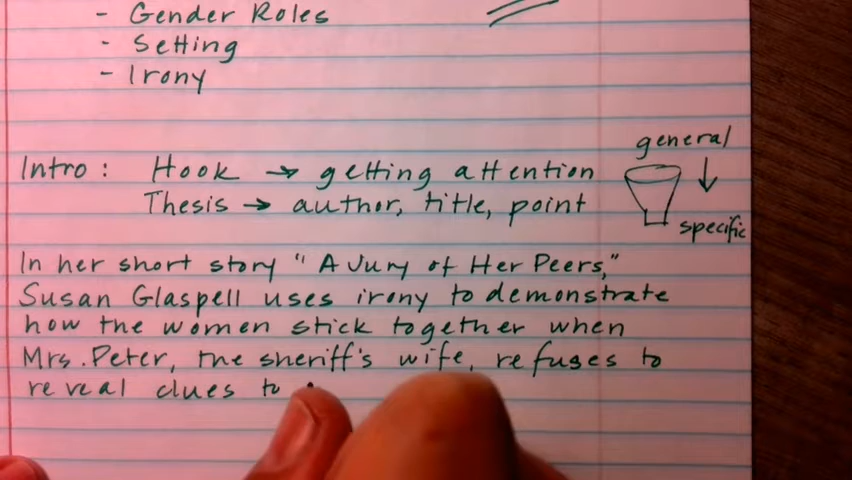 - Gender Roles
- Setting
- Irony
general
Intro: Hook → getting attention
Thesis → author, title, point
specific
In her short story "A Jury of Her Peers,"
Susan Glaspell uses irony to demonstrate
how the women stick together when
Mrs. Peter, the sheriff's wife, refuses to
reveal clues to